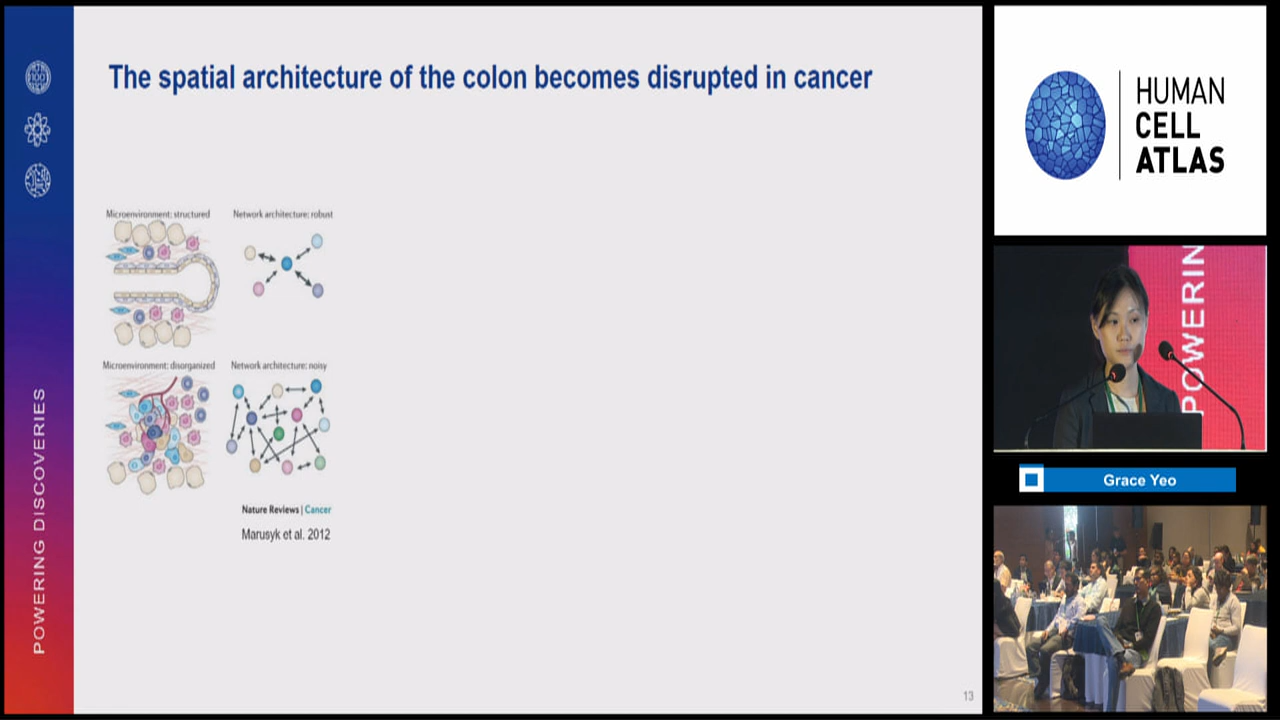 The spatial architecture of the colon becomes disrupted in cancer
Microenvironment: structured
Network architecture: robust
Microenvironment: disorganized
Network architecture: noisy
Nature Reviews | Cancer
Marusyk et al. 2012
13
POWERING DISCOVERIES
100
HUMAN
CELL
ATLAS
POWERIN
Grace Yeo